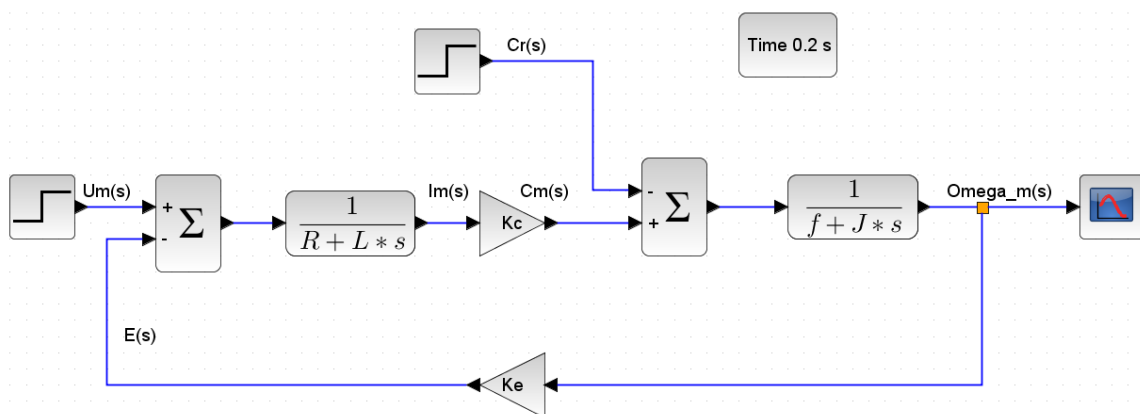 Cr(s)
Time 0.2 s
Um(s)
+
-
Σ
1
R + L * s
Im(s)
Kc
Cm(s)
-
+
Σ
1
f + J * s
Omega_m(s)
E(s)
Ke